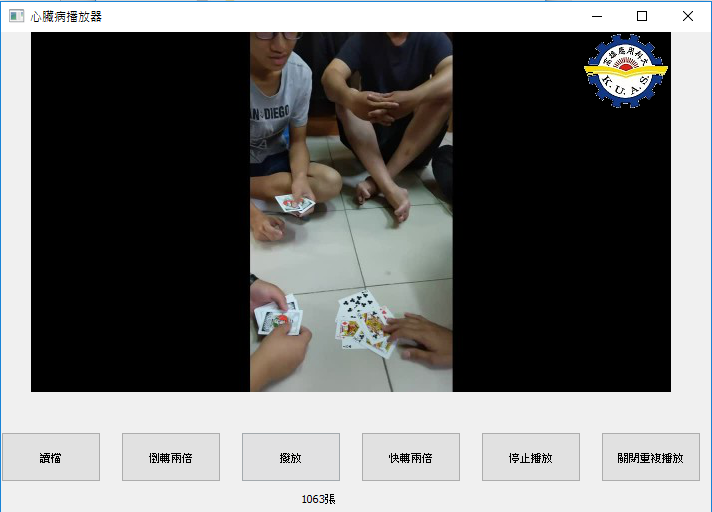 心臟病播放器
高雄應用科大
K.U.A.S.
AN DIEGO
讀檔
倒轉兩倍
撥放
快轉兩倍
停止播放
關閉重複播放
1063張